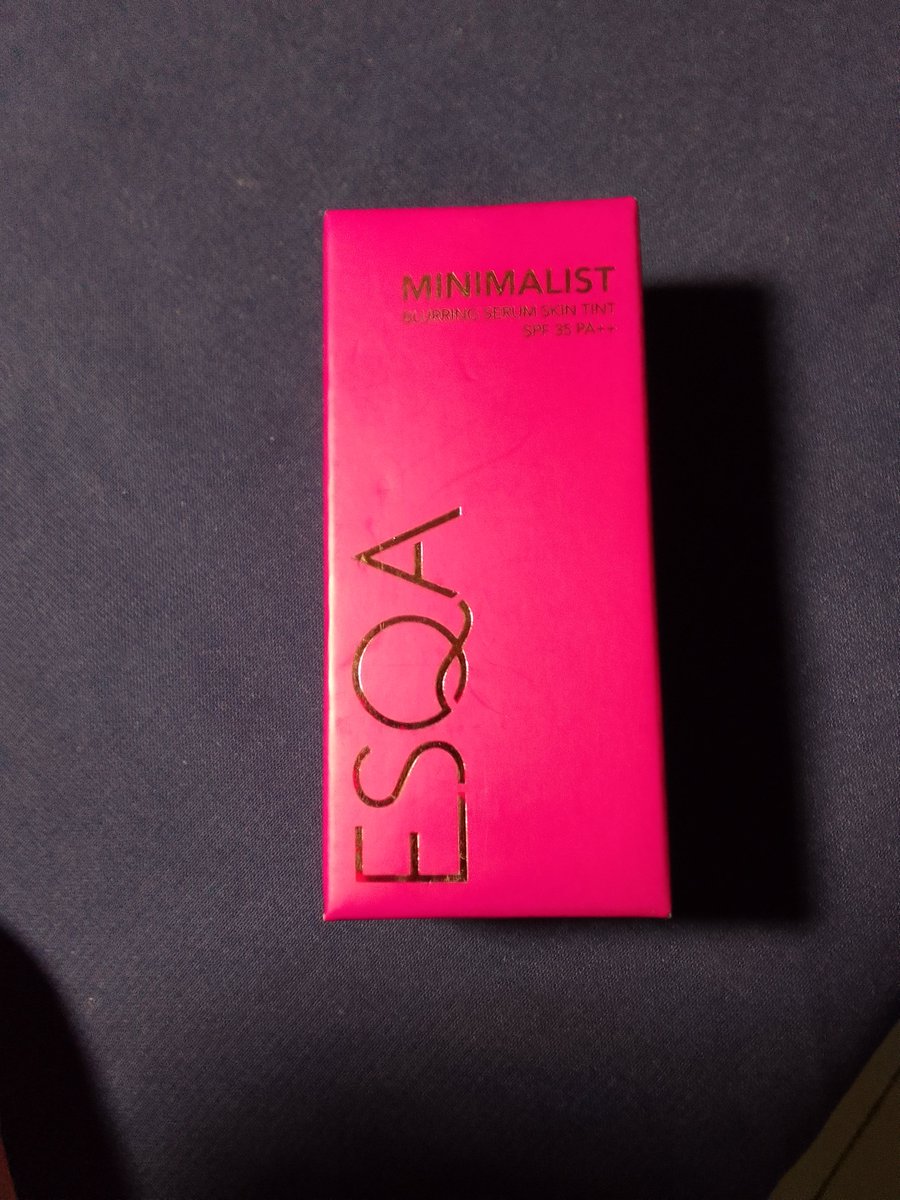 MINIMALIST
BLURRING SERUM SKIN TINT
SPF 35 PA++
ESQA